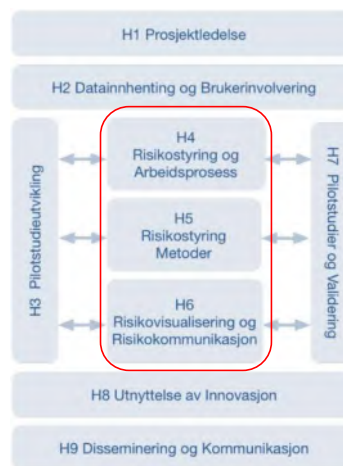 H1 Prosjektledelse
H2 Datainnhenting og Brukerinvolvering
H3 Pilotstudieutvikling
H4
Risikostyring og
Arbeidsprosess
H5
Risikostyring
Metoder
H6
Risikovisualisering og
Risikokommunikasjon
H7 Pilotstudier og Validering
H8 Utnyttelse av Innovasjon
H9 Disseminering og Kommunikasjon